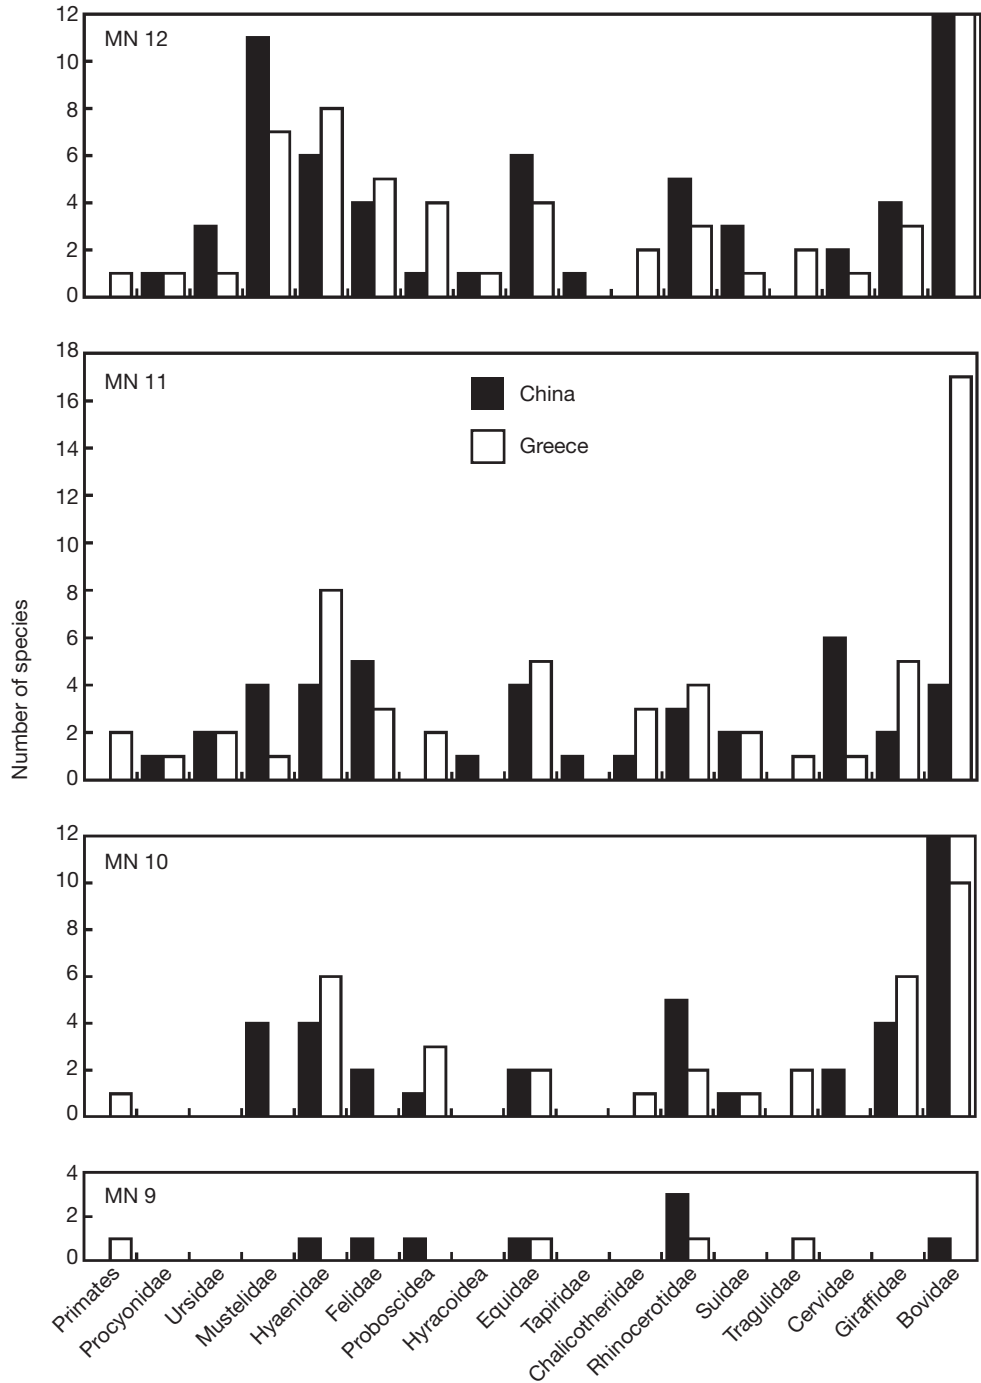 12
MN 12
10
8
6
4
2
0
18
MN 11
16
China
14
Greece
12
10
8
6
4
2
0
Number of species
12
MN 10
10
8
6
4
2
0
4
MN 9
2
0
Primates
Procyonidae
Ursidae
Mustelidae
Hyaenidae
Felidae
Proboscidea
Hyracoidea
Equidae
Tapiridae
Chalicotheriidae
Rhinocerotidae
Suidae
Tragulidae
Cervidae
Giraffidae
Bovidae